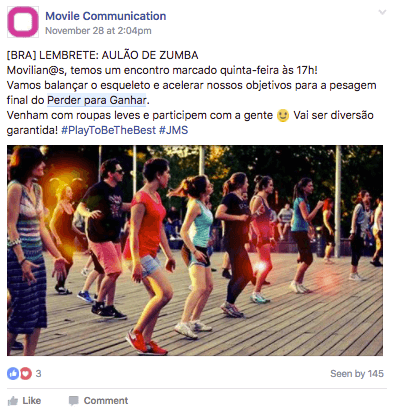 Movile Communication
November 28 at 2:04pm
[BRA] LEMBRETE: AULÃO DE ZUMBA
Movilian@s, temos um encontro marcado quinta-feira às 17h!
Vamos balançar o esqueleto e acelerar nossos objetivos para a pesagem
final do Perder para Ganhar.
Venham com roupas leves e participem com a gente 😉 Vai ser diversão
garantida! #PlayToBeTheBest #JMS
3
Seen by 145
Like Comment